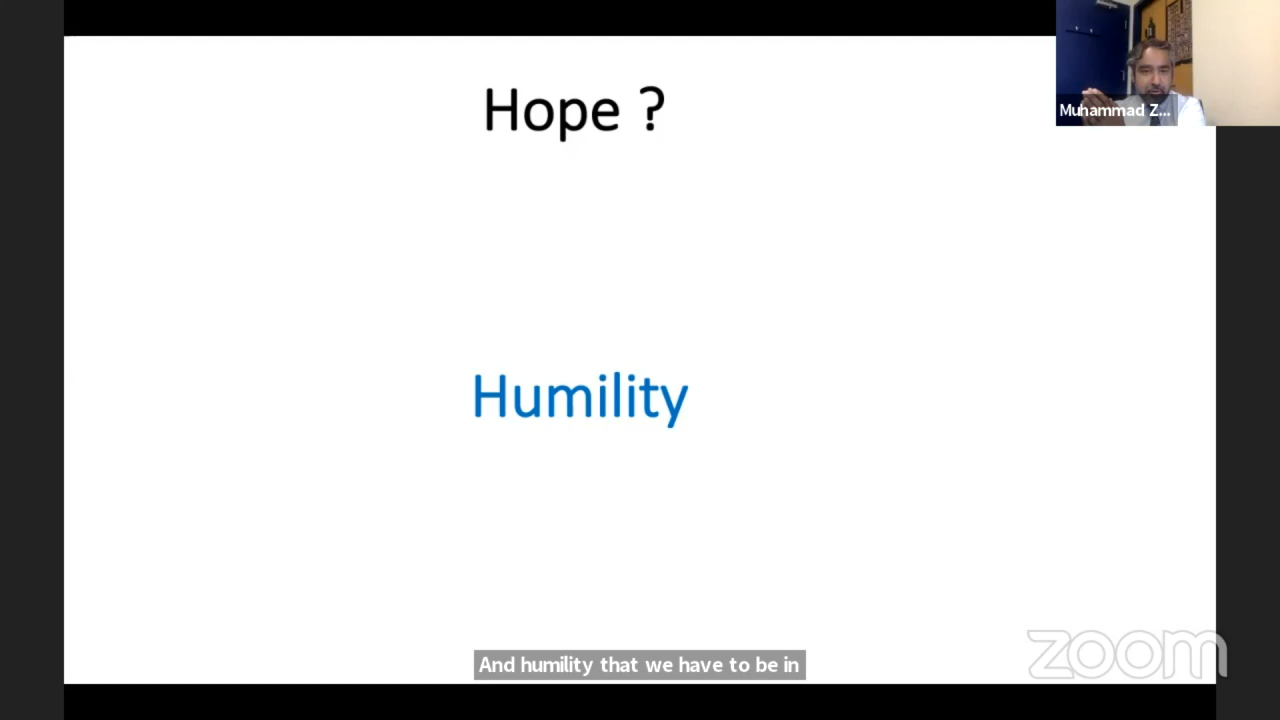 Hope ?
Muhammad Z...
Humility
And humility that we have to be in
zoom